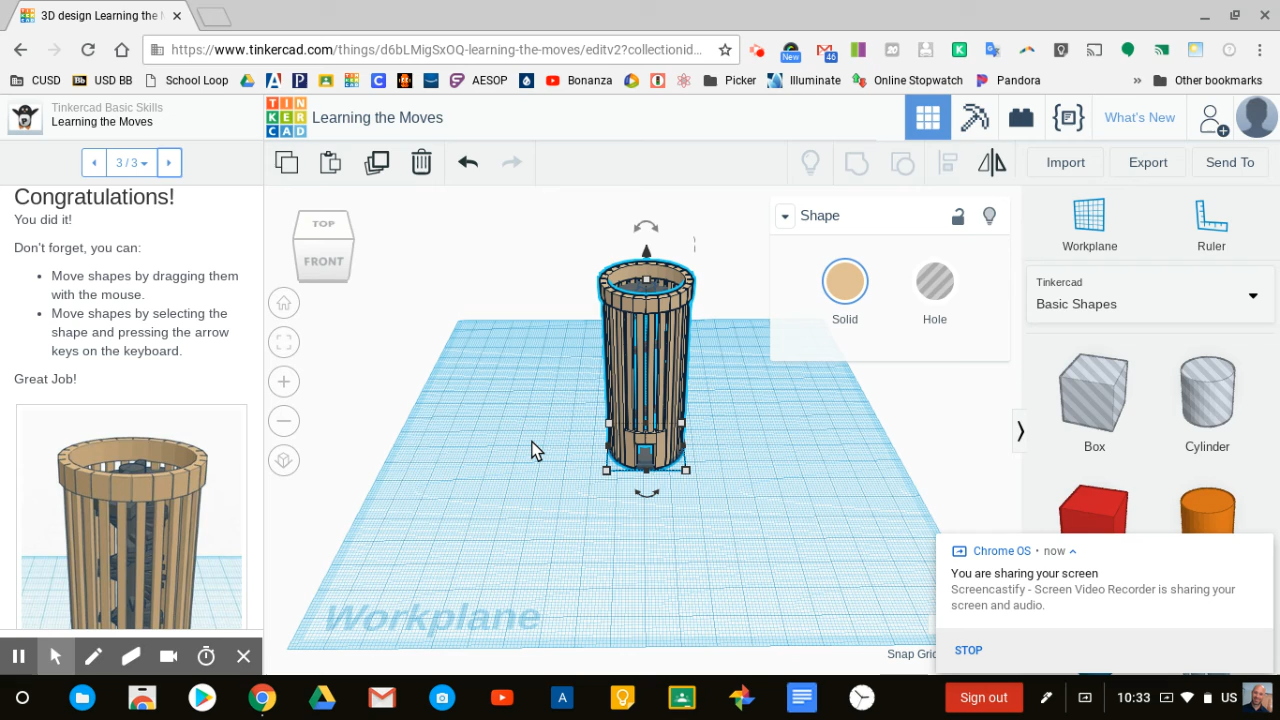 3D design Learning the M
https://www.tinkercad.com/things/d6bLMigSxOQ-learning-the-moves/editv2?collectionid...
New
46
CUSD
Bb USD BB
School Loop
AESOP
Bonanza
Picker
Illuminate
Online Stopwatch
Pandora
» Other bookmarks
Tinkercad Basic Skills
Learning the Moves
TIN
KER
CAD
Learning the Moves
What's New
3 / 3
Import
Export
Send To
Congratulations!
You did it!
Don't forget, you can:
• Move shapes by dragging them
with the mouse.
• Move shapes by selecting the
shape and pressing the arrow
keys on the keyboard.
Great Job!
TOP
FRONT
Shape
Solid
Hole
Workplane
Ruler
Tinkercad
Basic Shapes
Box
Cylinder
Workplane
Snap Grid
Chrome OS • now
You are sharing your screen
Screencastify - Screen Video Recorder is sharing your
screen and audio.
STOP
Sign out
10:33
US